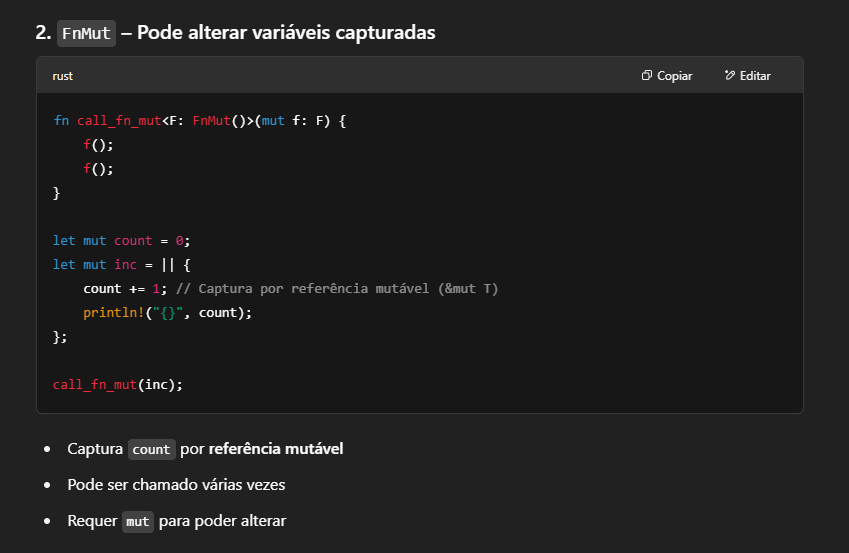 2. FnMut – Pode alterar variáveis capturadas
rust Copiar Editar
fn call_fn_mut<F: FnMut()>(mut f: F) {
    f();
    f();
}

let mut count = 0;
let mut inc = || {
    count += 1; // Captura por referência mutável (&mut T)
    println!("{}", count);
};

call_fn_mut(inc);

• Captura count por referência mutável
• Pode ser chamado várias vezes
• Requer mut para poder alterar